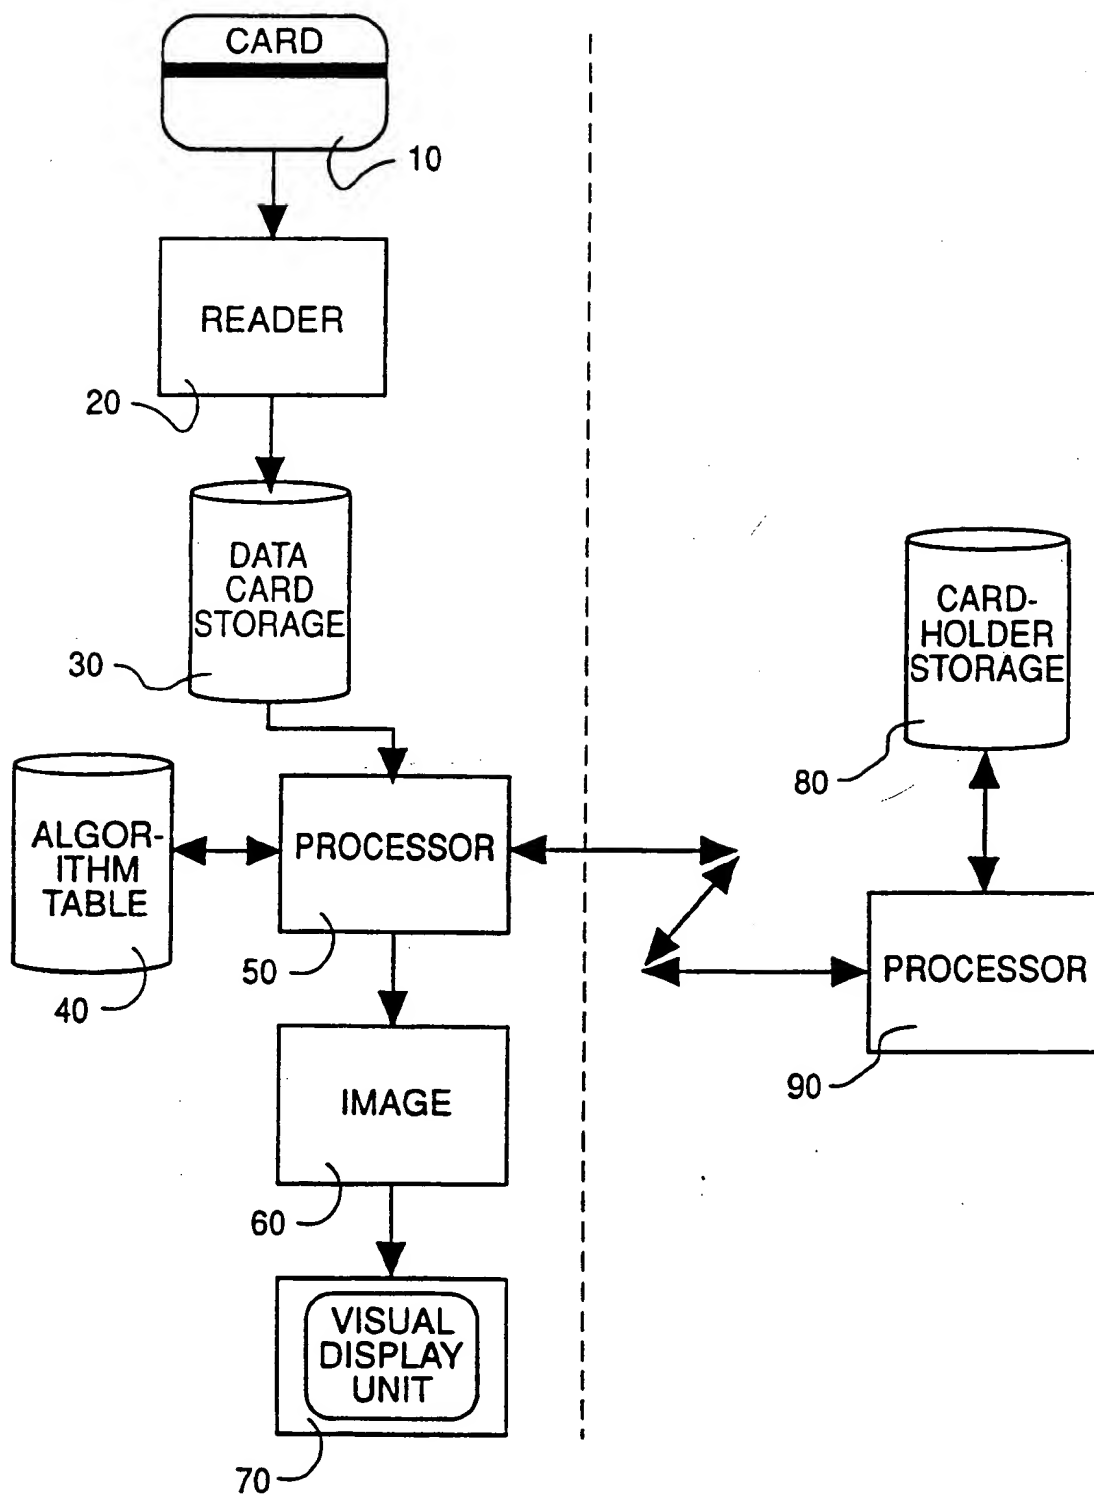 CARD
10
READER
20
DATA
CARD
STORAGE
30
CARD-
HOLDER
STORAGE
80
ALGOR-
ITHM
TABLE
40
PROCESSOR
50
PROCESSOR
90
IMAGE
60
VISUAL
DISPLAY
UNIT
70